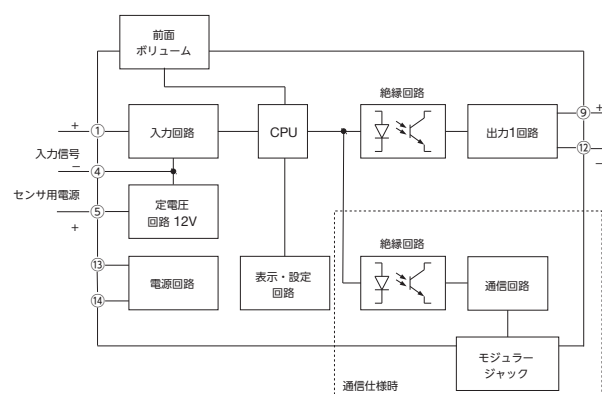 前面
ボリューム
絶縁回路
+
①
入力回路
CPU
出力1回路
⑨
+
⑫
−
入力信号
−
④
センサ用電源
⑤
+
定電圧
回路 12V
絶縁回路
⑬
⑭
電源回路
表示・設定
回路
通信回路
モジュラー
ジャック
通信仕様時